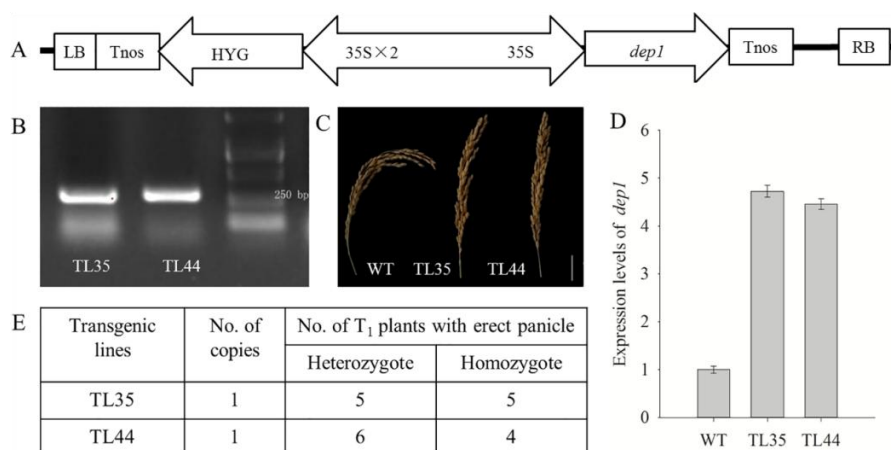 A
LB
Tnos
HYG
35S×2
35S
dep1
Tnos
RB
B
250 bp
TL35
TL44
C
WT
TL35
TL44
D
Expression levels of dep1
6
5
4
3
2
1
0
WT
TL35
TL44
E
Transgenic lines
No. of copies
No. of T₁ plants with erect panicle
Heterozygote
Homozygote
TL35
1
5
5
TL44
1
6
4